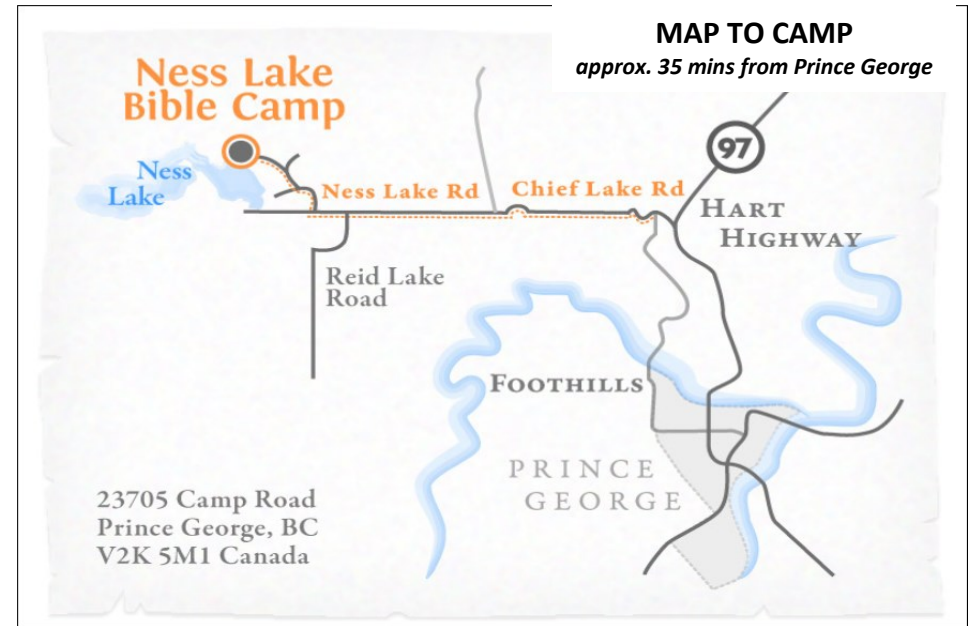 MAP TO CAMP
approx. 35 mins from Prince George
Ness Lake
Bible Camp
97
Ness
Lake
Ness Lake Rd
Chief Lake Rd
HART
HIGHWAY
Reid Lake
Road
FOOTHILLS
PRINCE
GEORGE
23705 Camp Road
Prince George, BC
V2K 5M1 Canada